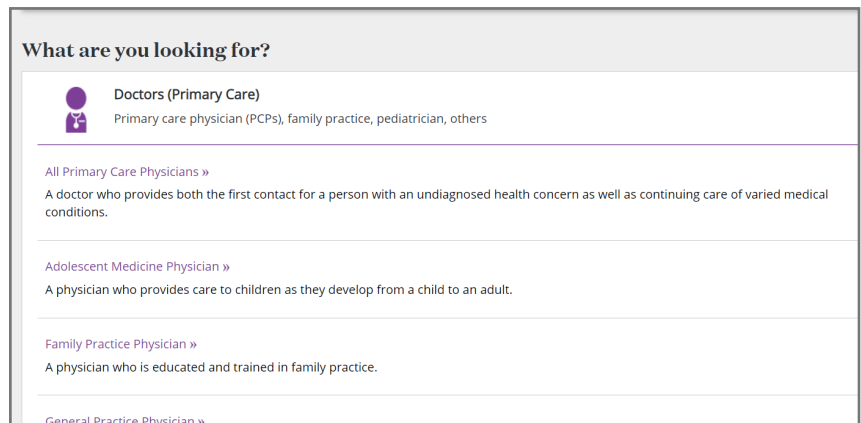 What are you looking for?
Doctors (Primary Care)
Primary care physician (PCPs), family practice, pediatrician, others
All Primary Care Physicians »
A doctor who provides both the first contact for a person with an undiagnosed health concern as well as continuing care of varied medical
conditions.
Adolescent Medicine Physician »
A physician who provides care to children as they develop from a child to an adult.
Family Practice Physician »
A physician who is educated and trained in family practice.
General Practice Physician »